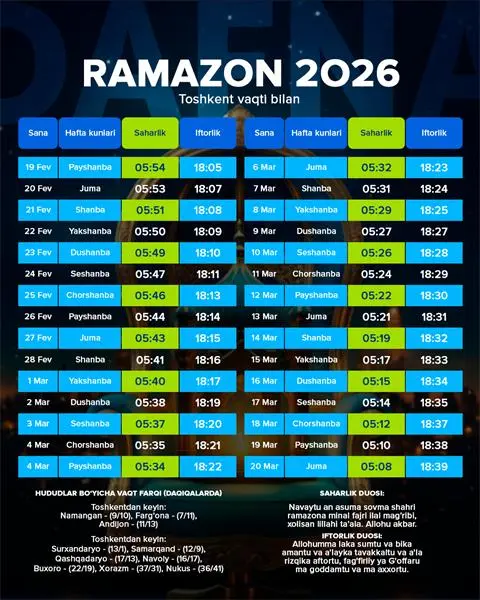 DAFNA
RAMAZON 2026
Toshkent vaqti bilan
Sana Hafta kunlari Saharlik Iftorlik Sana Hafta kunlari Saharlik Iftorlik
19 Fev Payshanba 05:54 18:05 6 Mar Juma 05:32 18:23
20 Fev Juma 05:53 18:07 7 Mar Shanba 05:31 18:24
21 Fev Shanba 05:51 18:08 8 Mar Yakshanba 05:29 18:25
22 Fev Yakshanba 05:50 18:09 9 Mar Dushanba 05:27 18:27
23 Fev Dushanba 05:49 18:10 10 Mar Seshanba 05:26 18:28
24 Fev Seshanba 05:47 18:11 11 Mar Chorshanba 05:24 18:29
25 Fev Chorshanba 05:46 18:13 12 Mar Payshanba 05:22 18:30
26 Fev Payshanba 05:44 18:14 13 Mar Juma 05:21 18:31
27 Fev Juma 05:43 18:15 14 Mar Shanba 05:19 18:32
28 Fev Shanba 05:41 18:16 15 Mar Yakshanba 05:17 18:33
1 Mar Yakshanba 05:40 18:17 16 Mar Dushanba 05:15 18:34
2 Mar Dushanba 05:38 18:19 17 Mar Seshanba 05:14 18:35
3 Mar Seshanba 05:37 18:20 18 Mar Chorshanba 05:12 18:37
4 Mar Chorshanba 05:35 18:21 19 Mar Payshanba 05:10 18:38
4 Mar Payshanba 05:34 18:22 20 Mar Juma 05:08 18:39
HUDUDLAR BO'YICHA VAQT FARQI (DAQIQALARDA)
Toshkentdan keyin:
Namangan - (9/10), Farg'ona - (7/11),
Andijon - (11/13)
Toshkentdan keyin:
Surxandaryo - (13/1), Samarqand - (12/9),
Qashqadaryo - (17/13), Navoiy - (16/17),
Buxoro - (22/19), Xorazm - (37/31), Nukus - (36/41)
SAHARLIK DUOSI:
Navaytu an asuma sovma shahri
ramazona minal fajri ilal mag'ribi,
xolisan lillahi ta'ala. Allohu akbar.
IFTORLIK DUOSI:
Allohumma laka sumtu va bika
amantu va a'layka tavakkaltu va a'la
rizqika aftortu, fag'firliy ya G'offaru
ma goddamtu va ma axxortu.